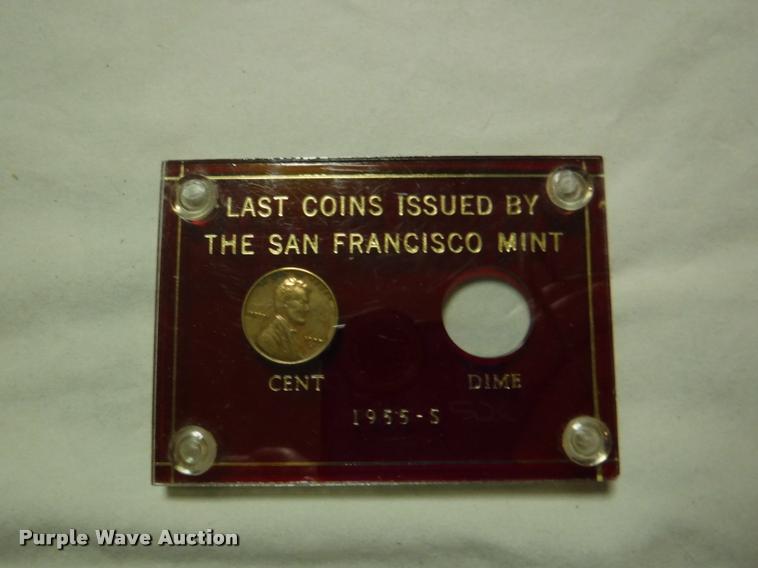 LAST COINS ISSUED BY
THE SAN FRANCISCO MINT
CENT DIME
1955-S
Purple Wave Auction